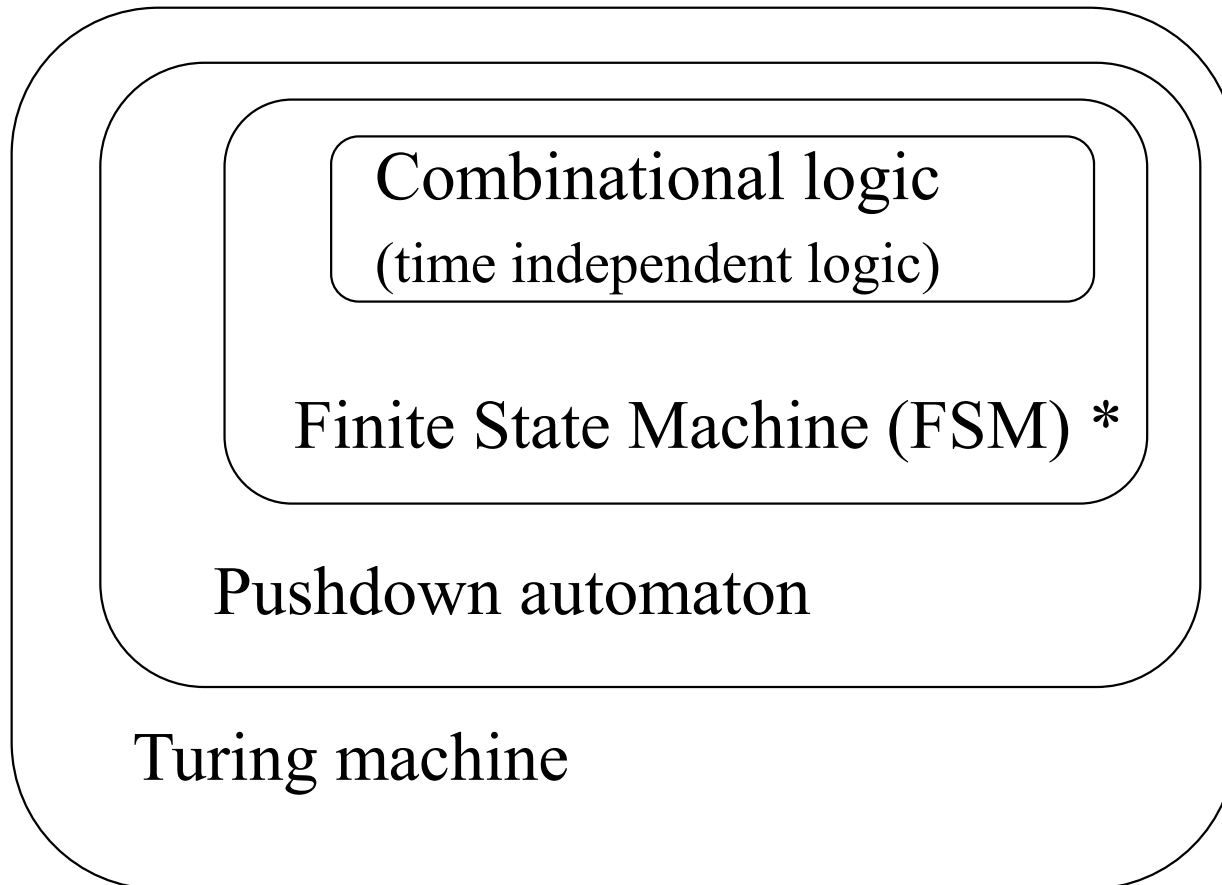 Combinational logic
(time independent logic)
Finite State Machine (FSM) *
Pushdown automaton
Turing machine